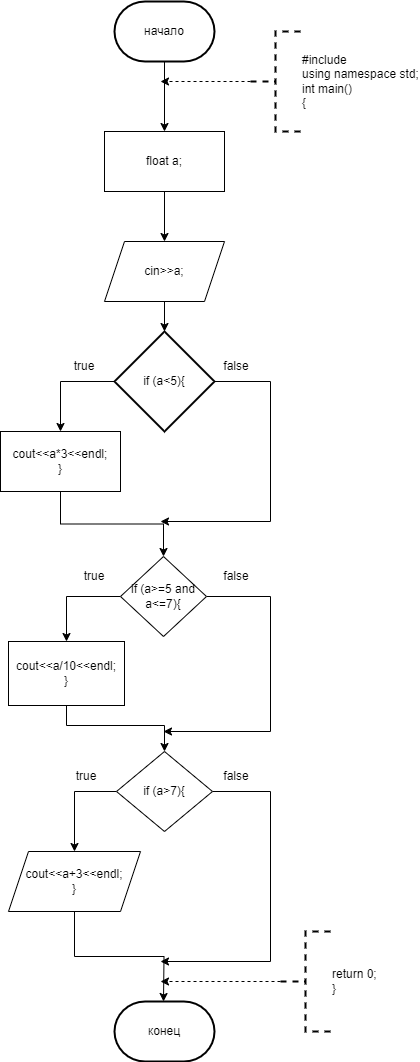 начало
#include
using namespace std;
int main()
{
float a;
cin>>a;
if (a<5){
true
false
cout<<a*3<<endl;
}
if (a>=5 and
a<=7){
true
false
cout<<a/10<<endl;
}
if (a>7){
true
false
cout<<a+3<<endl;
}
return 0;
}
конец